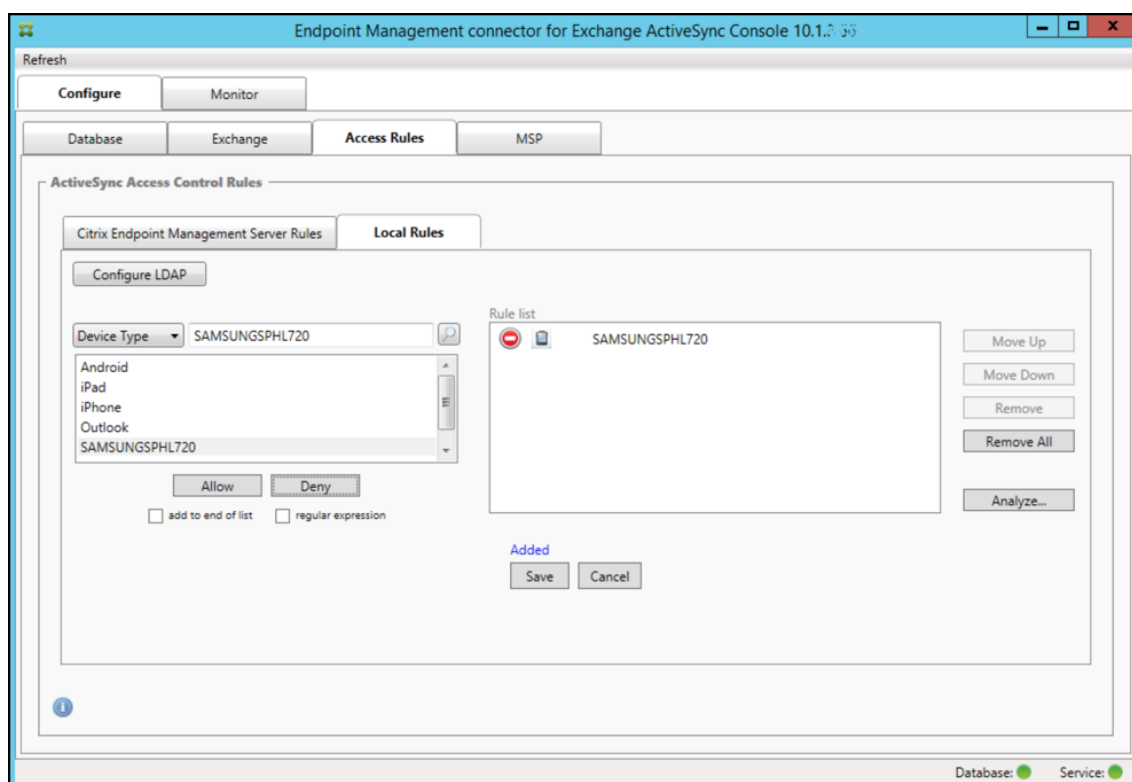 Endpoint Management connector for Exchange ActiveSync Console 10.1.
Refresh
Configure Monitor
Database Exchange Access Rules MSP
ActiveSync Access Control Rules
Citrix Endpoint Management Server Rules Local Rules
Configure LDAP
Rule list
Device Type SAMSUNGSPHL720
SAMSUNGSPHL720
Move Up
Android
iPad
Move Down
iPhone
Remove
Outlook
SAMSUNGSPHL720
Remove All
Allow Deny
Analyze...
add to end of list regular expression
Added
Save Cancel
Database: Service: